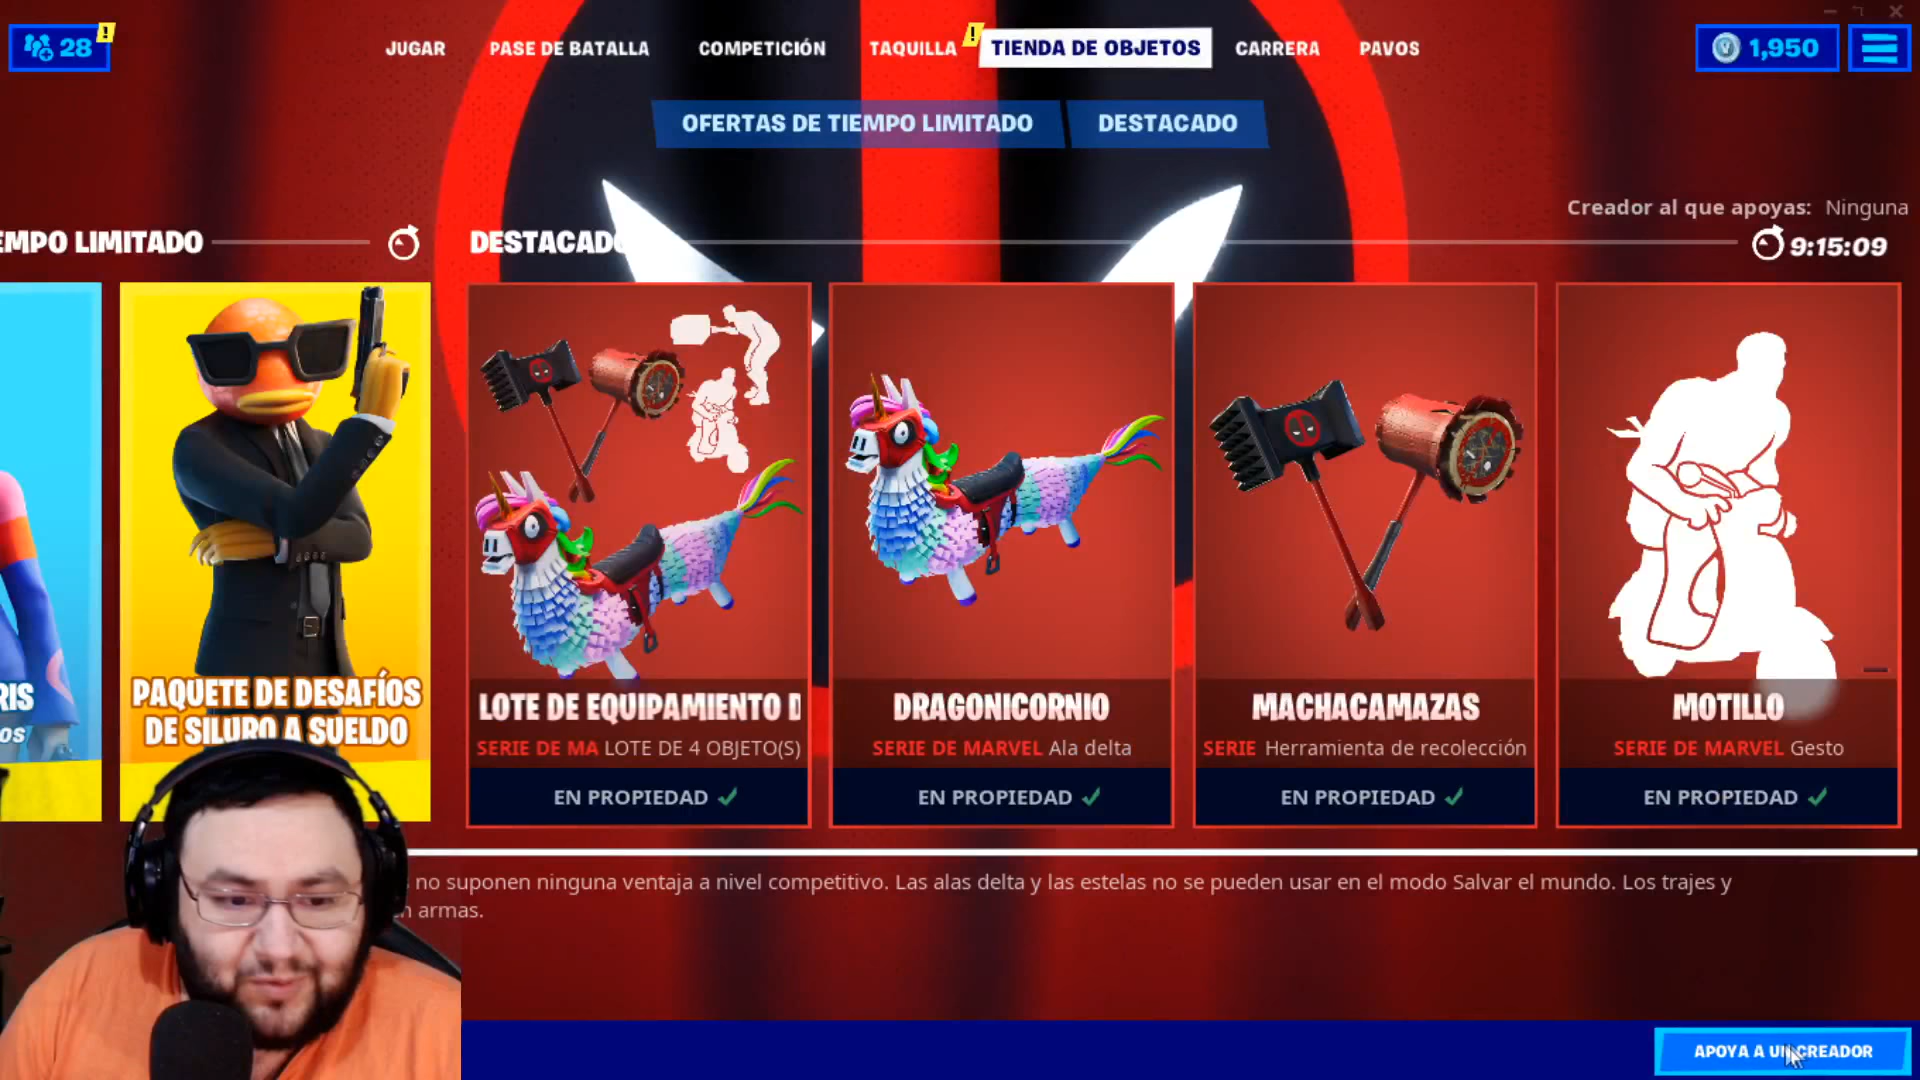 28
!
JUGAR
PASE DE BATALLA
COMPETICIÓN
TAQUILLA
!
TIENDA DE OBJETOS
CARRERA
PAVOS
1,950
OFERTAS DE TIEMPO LIMITADO
DESTACADO
Creador al que apoyas: Ninguna
EMPO LIMITADO
DESTACADO
9:15:09
RIS
OS
PAQUETE DE DESAFÍOS
DE SILURO A SUELDO
LOTE DE EQUIPAMIENTO D
SERIE DE MA LOTE DE 4 OBJETO(S)
EN PROPIEDAD
DRAGONICORNIO
SERIE DE MARVEL Ala delta
EN PROPIEDAD
MACHACAMAZAS
SERIE Herramienta de recolección
EN PROPIEDAD
MOTILLO
SERIE DE MARVEL Gesto
EN PROPIEDAD
no suponen ninguna ventaja a nivel competitivo. Las alas delta y las estelas no se pueden usar en el modo Salvar el mundo. Los trajes y
armas.
APOYA A UN CREADOR